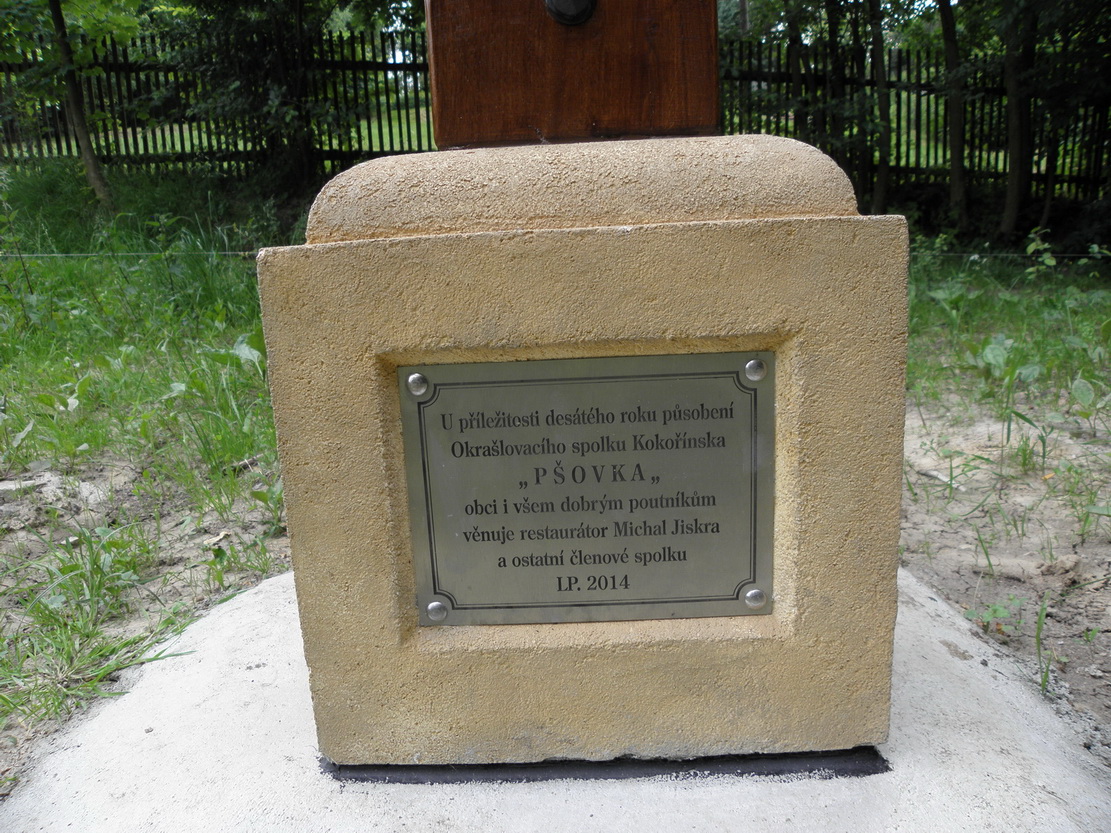 U příležitosti desátého roku působení
Okrašlovacího spolku Kokořínska
„PŠOVKA„
obci i všem dobrým poutníkům
věnuje restaurátor Michal Jiskra
a ostatní členové spolku
LP. 2014